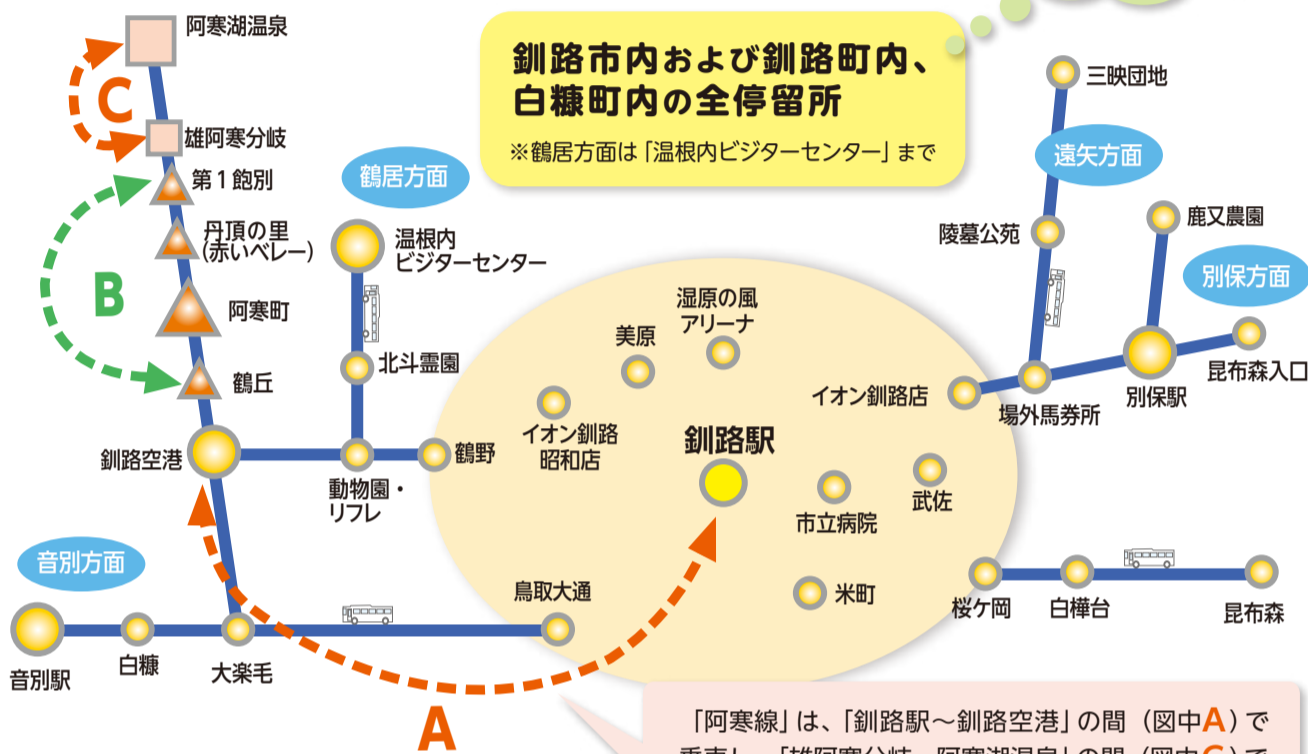 阿寒湖温泉
C
雄阿寒分岐
第1飽別
丹頂の里
(赤いベレー)
B
阿寒町
鶴丘
釧路空港
釧路市内および釧路町内、
白糠町内の全停留所
※鶴居方面は「温根内ビジターセンター」まで
鶴居方面
温根内
ビジターセンター
北斗霊園
動物園・
リフレ
鶴野
三映団地
遠矢方面
陵墓公苑
鹿又農園
別保方面
昆布森入口
別保駅
場外馬券所
イオン釧路店
湿原の風
アリーナ
美原
イオン釧路
昭和店
釧路駅
市立病院
武佐
米町
鳥取大通
桜ケ岡
白樺台
昆布森
音別方面
音別駅
白糠
大楽毛
A
「阿寒線」は、「釧路駅～釧路空港」の間(図中A)で